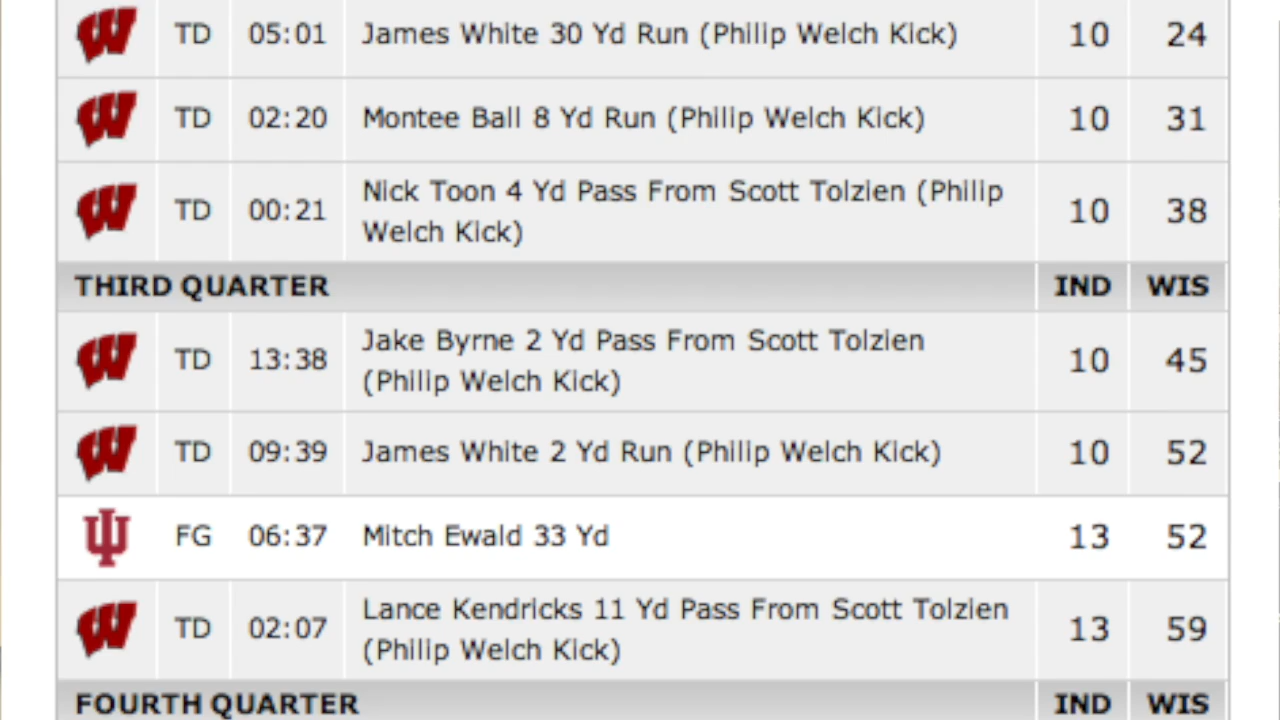 TD 05:01 James White 30 Yd Run (Philip Welch Kick) 10 24
TD 02:20 Montee Ball 8 Yd Run (Philip Welch Kick) 10 31
TD 00:21 Nick Toon 4 Yd Pass From Scott Tolzien (Philip
Welch Kick) 10 38
THIRD QUARTER IND WIS
TD 13:38 Jake Byrne 2 Yd Pass From Scott Tolzien
(Philip Welch Kick) 10 45
TD 09:39 James White 2 Yd Run (Philip Welch Kick) 10 52
FG 06:37 Mitch Ewald 33 Yd 13 52
TD 02:07 Lance Kendricks 11 Yd Pass From Scott Tolzien
(Philip Welch Kick) 13 59
FOURTH QUARTER IND WIS